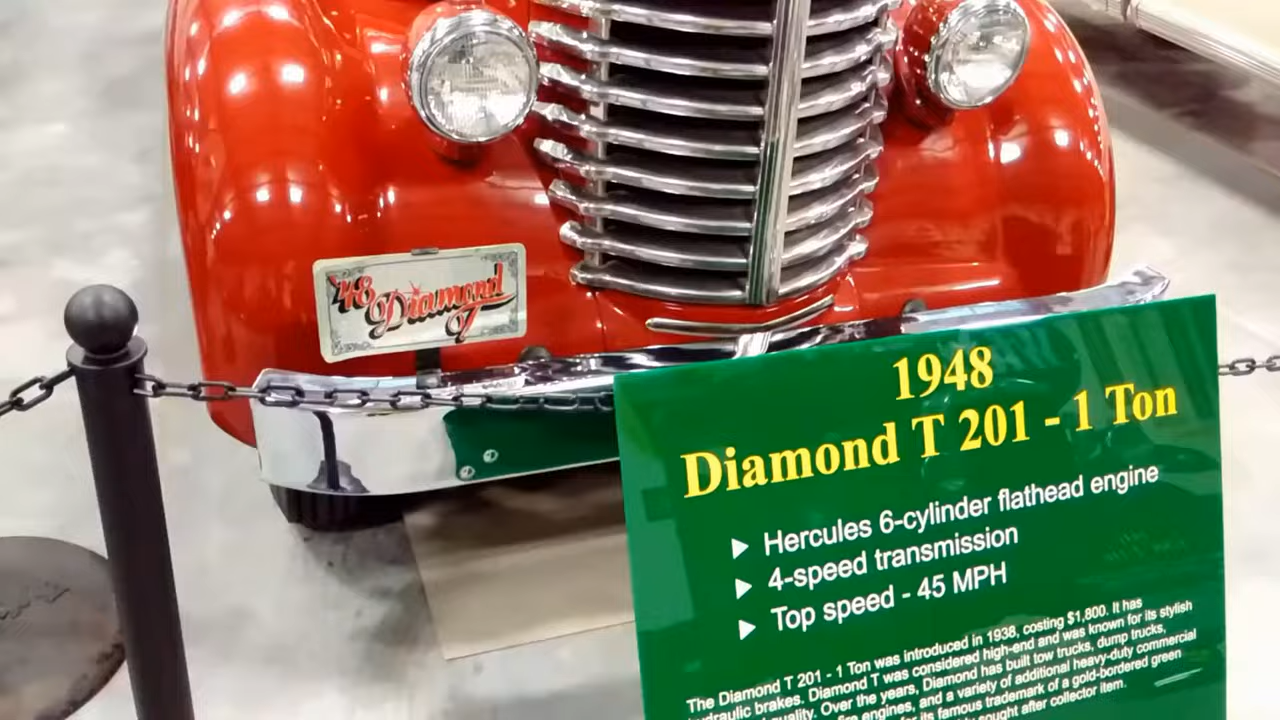 '48 Diamond T
1948
Diamond T 201 - 1 Ton
Hercules 6-cylinder flathead engine
4-speed transmission
Top speed - 45 MPH
The Diamond T 201 - 1 Ton was introduced in 1938, costing $1,800. It has
hydraulic brakes. Diamond T was considered high-end and was known for its stylish
quality. Over the years, Diamond has built tow trucks, dump trucks,
fire engines, and a variety of additional heavy-duty commercial
for its famous trademark of a gold-bordered green
sought after collector item.